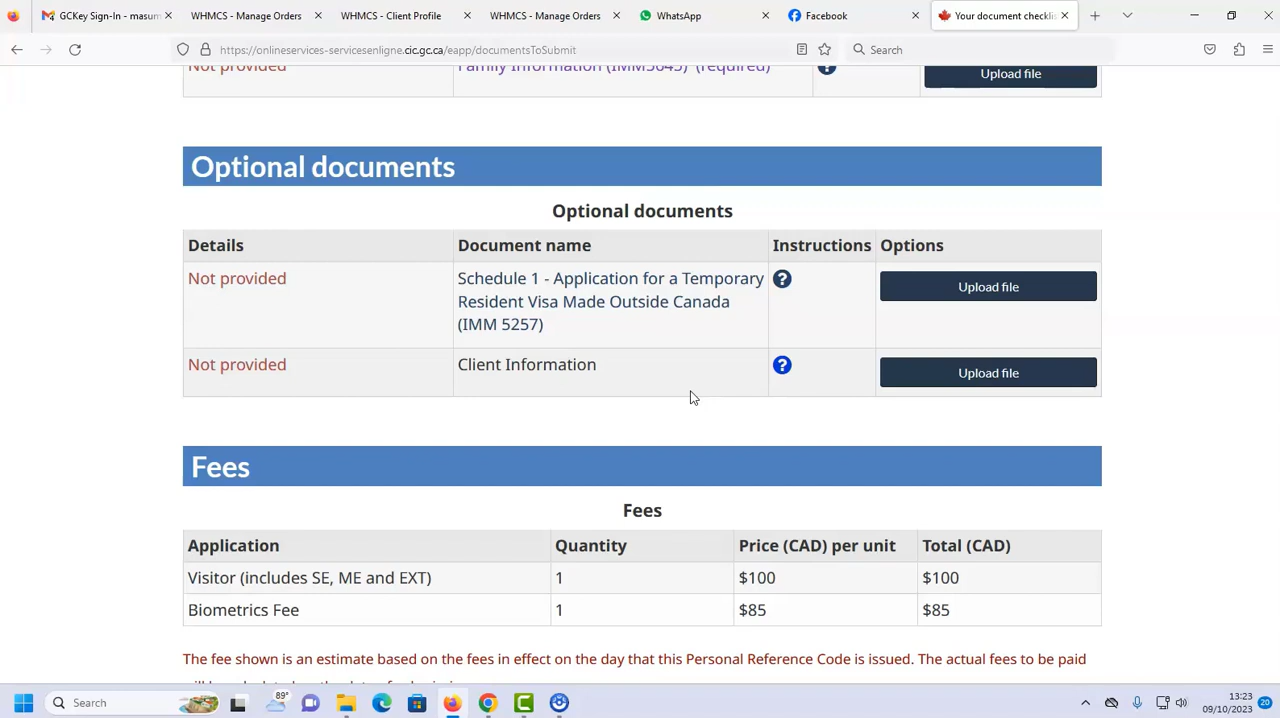 GCKey Sign-In - masum
WHMCS - Manage Orders
WHMCS - Client Profile
WHMCS - Manage Orders
WhatsApp
Facebook
Your document checklis
https://onlineservices-servicesenligne.cic.gc.ca/eapp/documentsToSubmit
Search
Not provided
Family Information (IMM5645) (required)
Upload file
Optional documents
Optional documents
Details
Document name
Instructions
Options
Not provided
Schedule 1 - Application for a Temporary
Resident Visa Made Outside Canada
(IMM 5257)
?
Upload file
Not provided
Client Information
?
Upload file
Fees
Fees
Application
Quantity
Price (CAD) per unit
Total (CAD)
Visitor (includes SE, ME and EXT)
1
$100
$100
Biometrics Fee
1
$85
$85
The fee shown is an estimate based on the fees in effect on the day that this Personal Reference Code is issued. The actual fees to be paid
Search
89°
13:23
09/10/2023
20